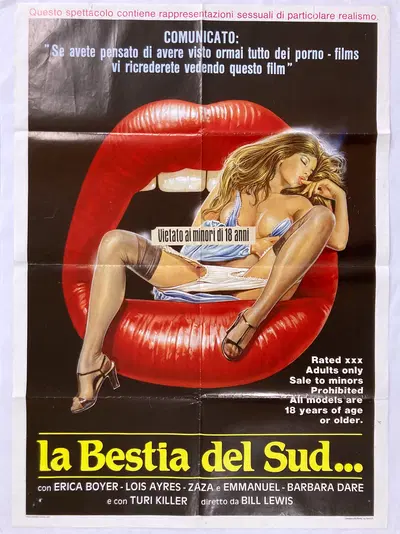 Questo spettacolo contiene rappresentazioni sessuali di particolare realismo.
COMUNICATO:
"Se avete pensato di avere visto ormai tutto dei porno - films
vi ricrederete vedendo questo film"
Vietato ai minori di 18 anni
Rated xxx
Adults only
Sale to minors
Prohibited
All models are
18 years of age
or older.
la Bestia del Sud...
con ERICA BOYER - LOIS AYRES - ZAZA e EMMANUEL - BARBARA DARE
e con TURI KILLER diretto da BILL LEWIS